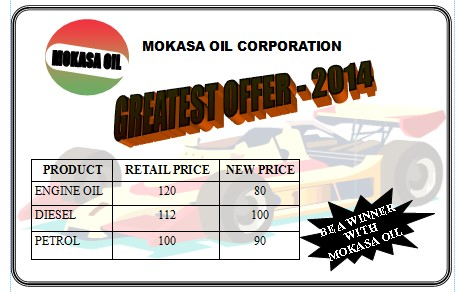 MOKASA OIL
MOKASA OIL CORPORATION
GREATEST OFFER - 2014
PRODUCT RETAIL PRICE NEW PRICE
ENGINE OIL 120 80
DIESEL 112 100
PETROL 100 90
BE A WINNER
WITH
MOKASA OIL